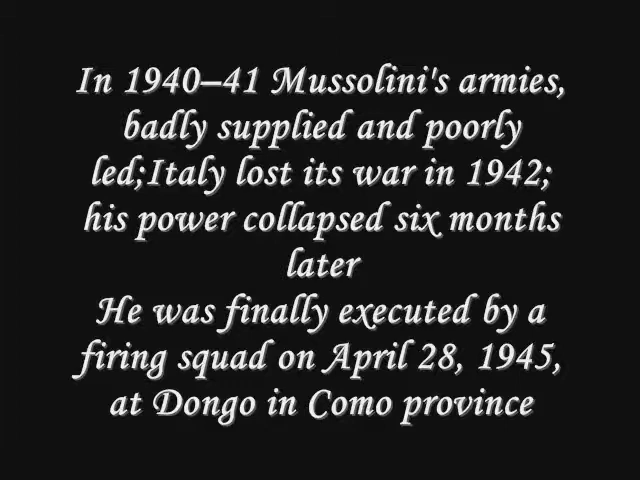 In 1940–41 Mussolini's armies,
badly supplied and poorly
led;Italy lost its war in 1942;
his power collapsed six months
later
He was finally executed by a
firing squad on April 28, 1945,
at Dongo in Como province